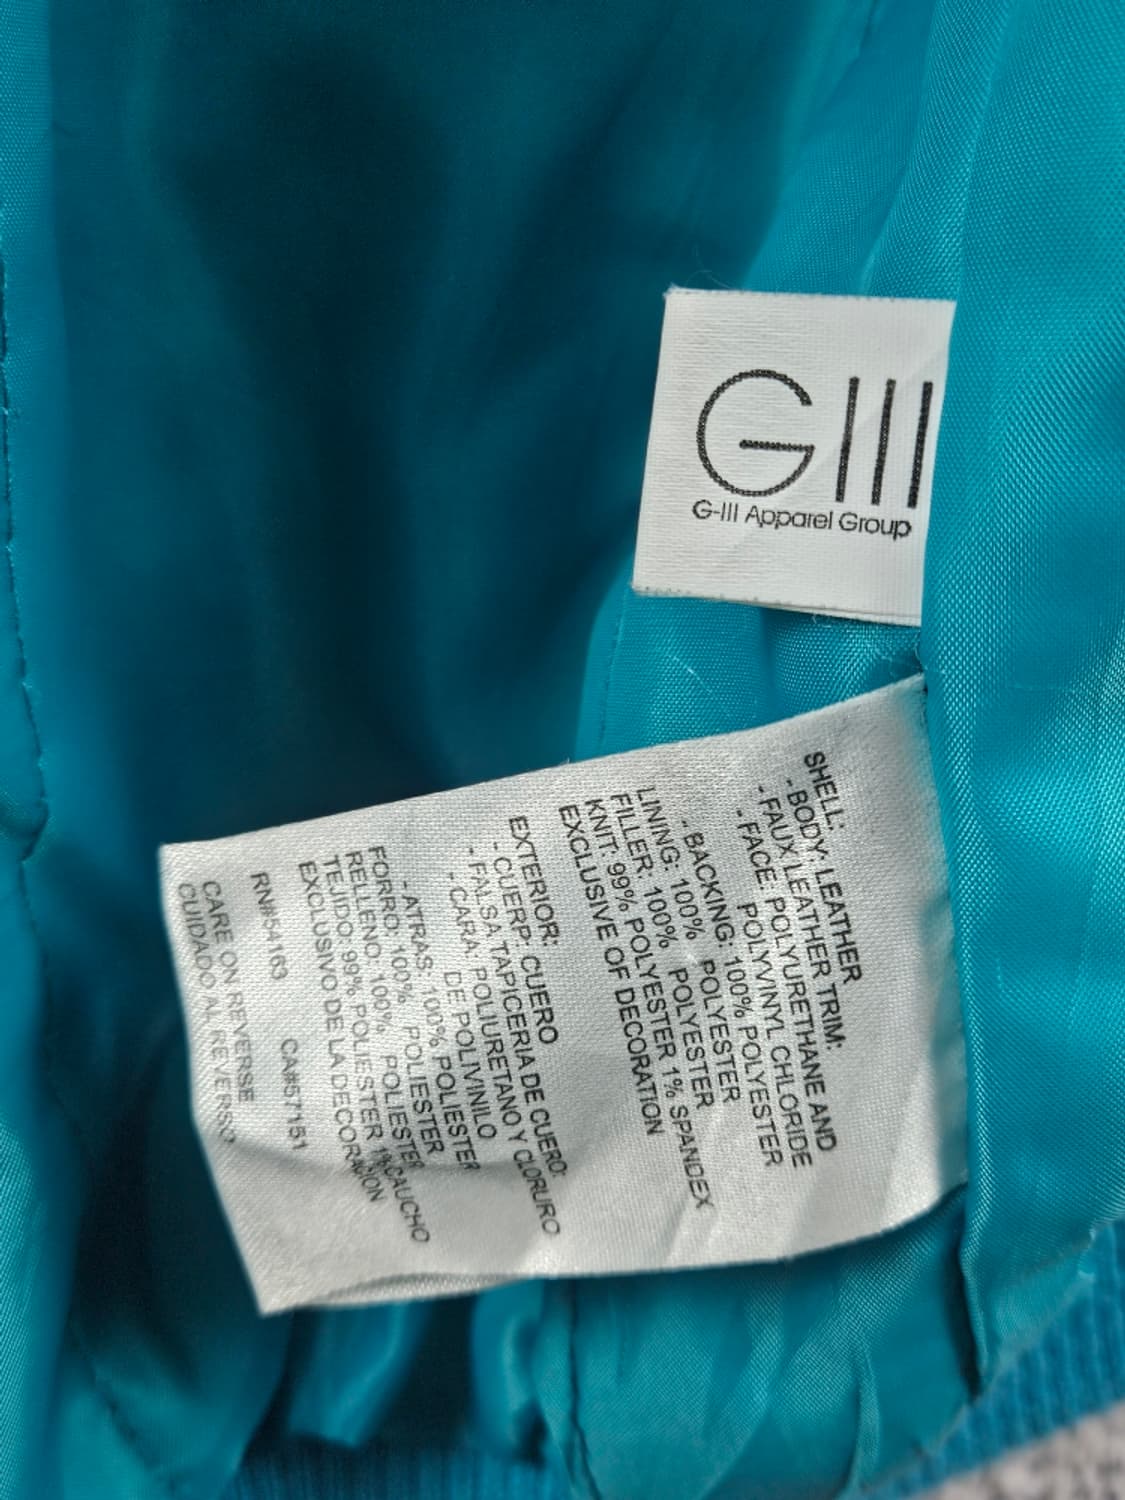 GIII
G-III Apparel Group
SHELL:
- BODY: LEATHER
- FAUX LEATHER TRIM:
- FACE: POLYURETHANE AND
POLYVINYL CHLORIDE
- BACKING: 100% POLYESTER
LINING: 100% POLYESTER
FILLER: 100% POLYESTER
KNIT: 99% POLYESTER 1% SPANDEX
EXCLUSIVE OF DECORATION
EXTERIOR:
- CUERP: CUERO
- FALSA TAPICERIA DE CUERO:
- CARA: POLIURETANO Y CLORURO
DE POLIVINILO
- ATRAS: 100% POLIESTER
FORRO: 100% POLIESTER
RELLENO: 100% POLIESTER
TEJIDO: 99% POLIESTER 1% CAUCHO
EXCLUSIVO DE LA DECORACION
RN#54163 CA#57151
CARE ON REVERSE
CUIDADO AL REVERSO